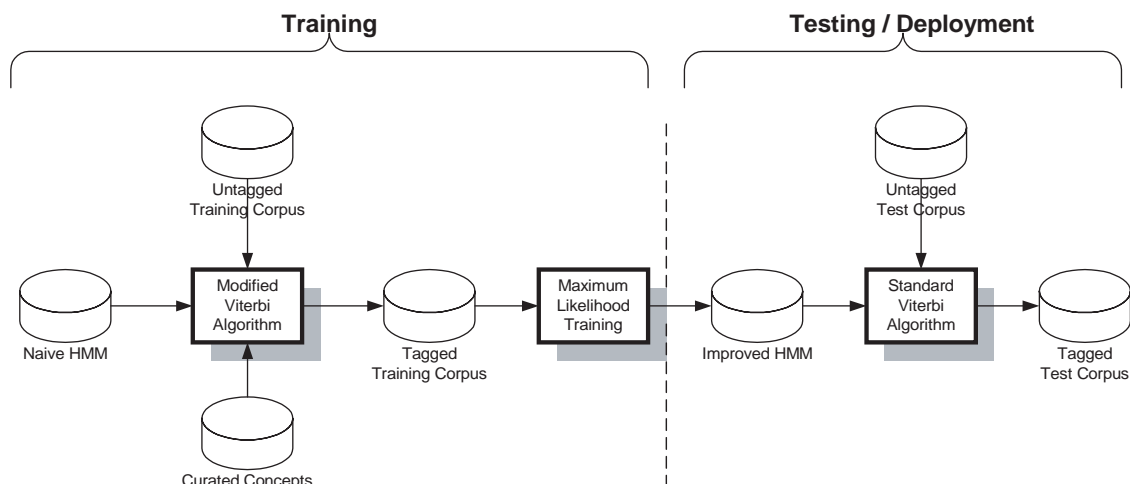 Training
Testing / Deployment
Untagged
Training Corpus
Untagged
Test Corpus
Modified
Viterbi
Algorithm
Maximum
Likelihood
Training
Standard
Viterbi
Algorithm
Naive HMM
Tagged
Training Corpus
Improved HMM
Tagged
Test Corpus
Curated Concepts